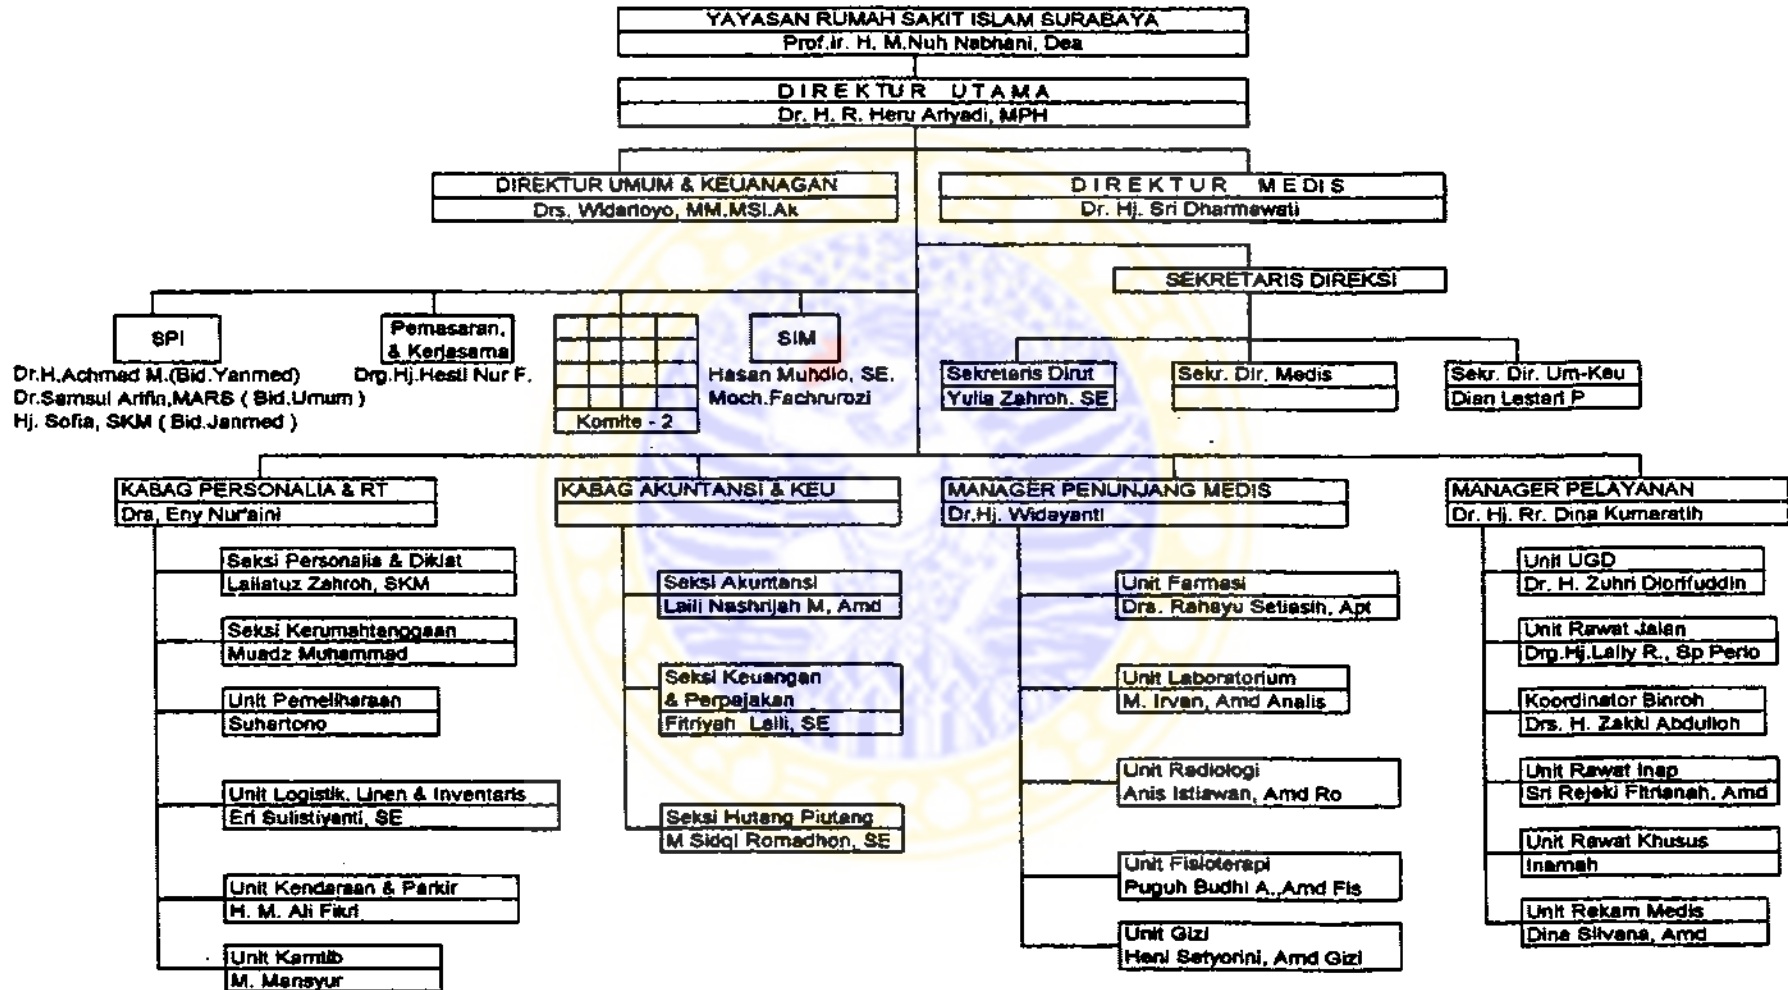 YAYASAN RUMAH SAKIT ISLAM SURABAYA
Prof.ir. H. M.Nuh Nabhani, Dea
DIREKTUR UTAMA
Dr. H. R. Heru Ariyadi, MPH
DIREKTUR UMUM & KEUANAGAN
Drs. Widartoyo, MM.MSI.Ak
DIREKTUR MEDIS
Dr. Hj. Sri Dharmawati
SEKRETARIS DIREKSI
SPI
Dr.H.Achmad M.(Bid.Yanmed)
Dr.Samsul Arifin,MARS ( Bid.Umum )
Hj. Sofia, SKM ( Bid.Janmed )
Pemasaran,
& Kerjasama
Drg.Hj.Hesti Nur F.
Komite - 2
SIM
Hasan Muhdlo, SE.
Moch.Fachrurozi
Sekretaris Dirut
Yulia Zahroh. SE
Sekr. Dir. Medis
Sekr. Dir. Um-Keu
Dian Lestari P
KABAG PERSONALIA & RT
Dra. Eny Nur'aini
Seksi Personalia & Diklat
Lailatuz Zahroh, SKM
Seksi Kerumahtanggaan
Muadz Muhammad
Unit Pemeliharaan
Suhartono
Unit Logistik. Linen & Inventaris
Eri Sulistiyanti, SE
Unit Kendaraan & Parkir
H. M. Ali Fikri
Unit Kamtib
M. Mansyur
KABAG AKUNTANSI & KEU
Seksi Akuntansi
Laili Nashrijah M, Amd
Seksi Keuangan
& Perpajakan
Fitriyah Laili, SE
Seksi Hutang Piutang
M Sidqi Romadhon, SE
MANAGER PENUNJANG MEDIS
Dr.Hj. Widayanti
Unit Farmasi
Dra. Rahayu Setiasih, Apt
Unit Laboratorium
M. Irvan, Amd Analis
Unit Radiologi
Anis Istiawan, Amd Ro
Unit Fisioterapi
Puguh Budhi A.,Amd Fis
Unit Gizi
Heni Setyorini, Amd Gizi
MANAGER PELAYANAN
Dr. Hj. Rr. Dina Kumaratih
Unit UGD
Dr. H. Zuhri Diorifuddin
Unit Rawat Jalan
Drg.Hj.Laily R., Sp Perio
Koordinator Binroh
Drs. H. Zakki Abdulloh
Unit Rawat Inap
Sri Rejeki Fitrianah, Amd
Unit Rawat Khusus
Inamah
Unit Rekam Medis
Dina Silvana, Amd